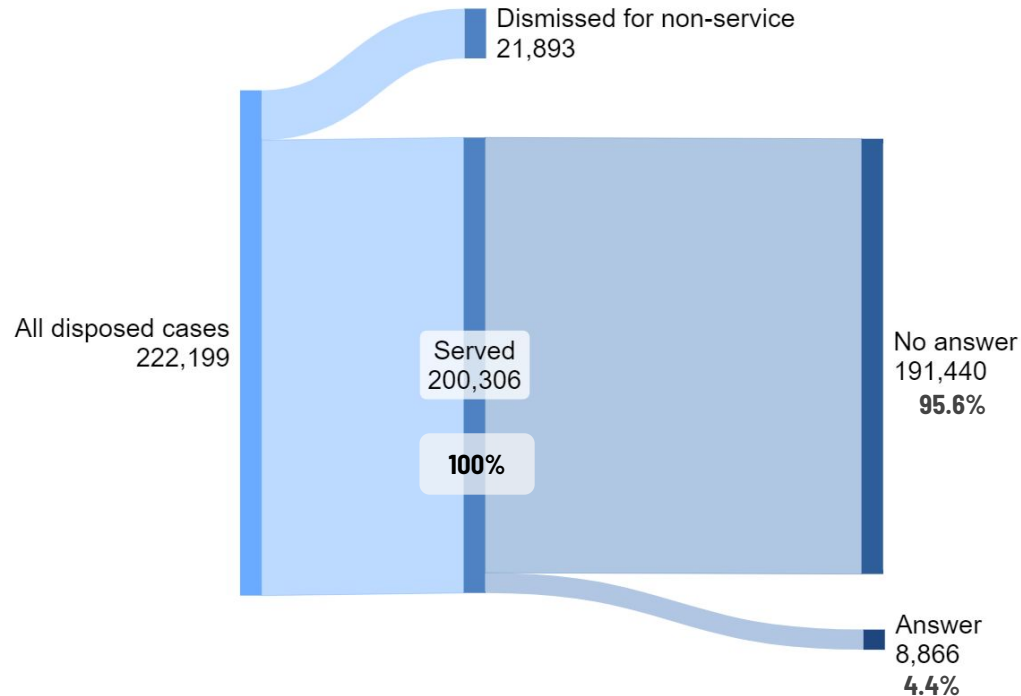 Dismissed for non-service
21,893
All disposed cases
222,199
Served
200,306
100%
No answer
191,440
95.6%
Answer
8,866
4.4%